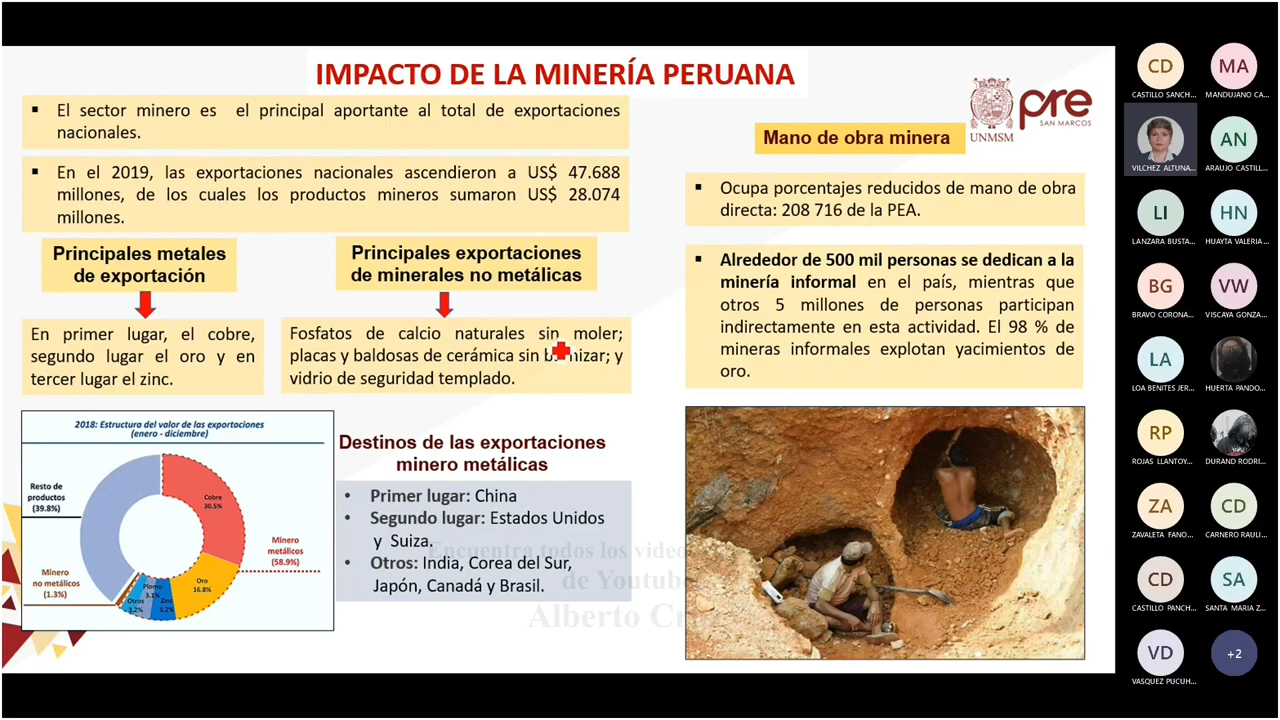 IMPACTO DE LA MINERÍA PERUANA
▪ El sector minero es el principal aportante al total de exportaciones
nacionales.
▪ En el 2019, las exportaciones nacionales ascendieron a US$ 47.688
millones, de los cuales los productos mineros sumaron US$ 28.074
millones.
Principales metales
de exportación
En primer lugar, el cobre,
segundo lugar el oro y en
tercer lugar el zinc.
Principales exportaciones
de minerales no metálicas
Fosfatos de calcio naturales sin moler;
placas y baldosas de cerámica sin y
vidrio de seguridad templado.
2018: Estructura del valor de las exportaciones
(enero - diciembre)
Resto de
productos
(39.8%)
Cobre
30.5%
Minero
metálicos
(58.9%)
Oro
16.8%
Zinc
5.2%
Plomo
3.1%
Otros
3.2%
Minero
no metálicos
(1.3%)
Destinos de las exportaciones
minero metálicas
• Primer lugar: China
• Segundo lugar: Estados Unidos
y Suiza.
• Otros: India, Corea del Sur,
Japón, Canadá y Brasil.
Encuentra todos los video
de Youtube
Alberto
UNMSM
pre
SAN MARCOS
Mano de obra minera
▪ Ocupa porcentajes reducidos de mano de obra
directa: 208 716 de la PEA.
▪ Alrededor de 500 mil personas se dedican a la
minería informal en el país, mientras que
otros 5 millones de personas participan
indirectamente en esta actividad. El 98 % de
mineras informales explotan yacimientos de
oro.
CD
CASTILLO SANCH...
MA
MANDUJANO CA...
VILCHEZ ALTUNA...
AN
ARAUJO CASTILL...
LI
LANZARA BUSTA...
HN
HUAYTA VALERIA...
BG
BRAVO CORONA...
VW
VISCAYA GONZA...
LA
LOA BENITES JER...
HUERTA PANDO...
RP
ROJAS LLANTOY...
DURAND RODRI...
ZA
ZAVALETA FANO...
CD
CARNERO RAULI...
CD
CASTILLO PANCH...
SA
SANTA MARIA Z...
VD
VASQUEZ PUCUH...
+2